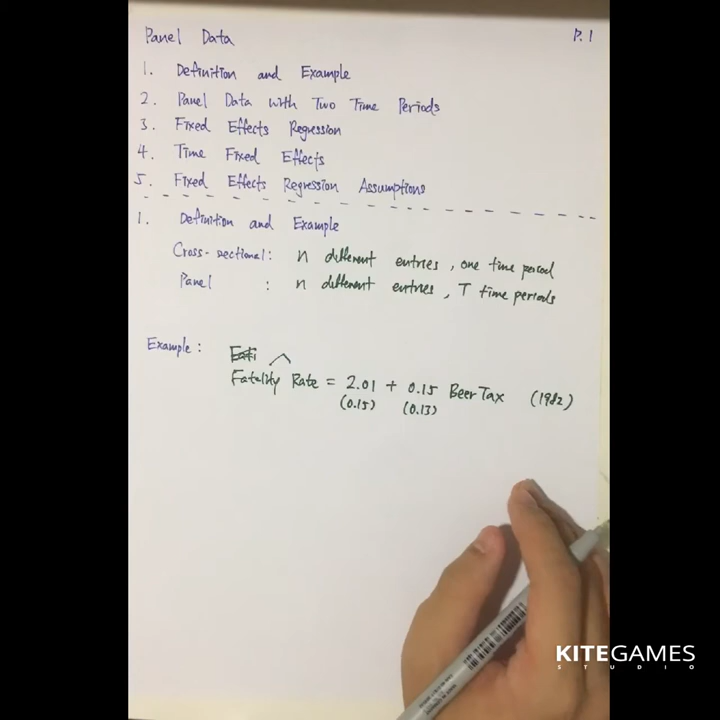 Panel Data P.1
1. Definition and Example
2. Panel Data with Two Time Periods
3. Fixed Effects Regression
4. Time Fixed Effects
5. Fixed Effects Regression Assumptions
1. Definition and Example
Cross-sectional: n different entries, one time period
Panel : n different entries, T time periods
Example:
Fatality Rate = 2.01 + 0.15 Beer Tax (1982)
(0.15) (0.13)
KITEGAMES
STUDIO